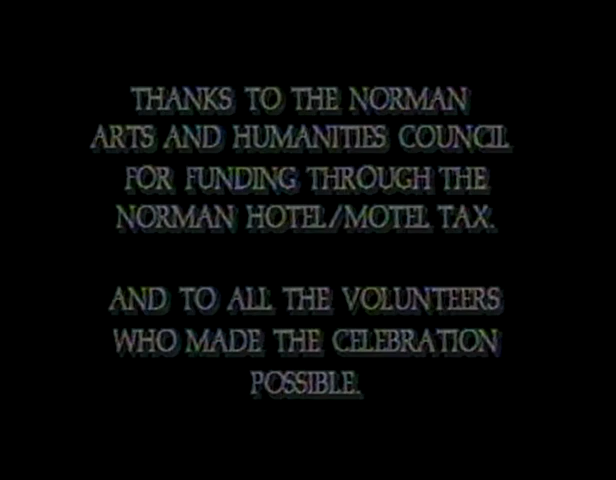 THANKS TO THE NORMAN
ARTS AND HUMANITIES COUNCIL
FOR FUNDING THROUGH THE
NORMAN HOTEL/MOTEL TAX.
AND TO ALL THE VOLUNTEERS
WHO MADE THE CELEBRATION
POSSIBLE.